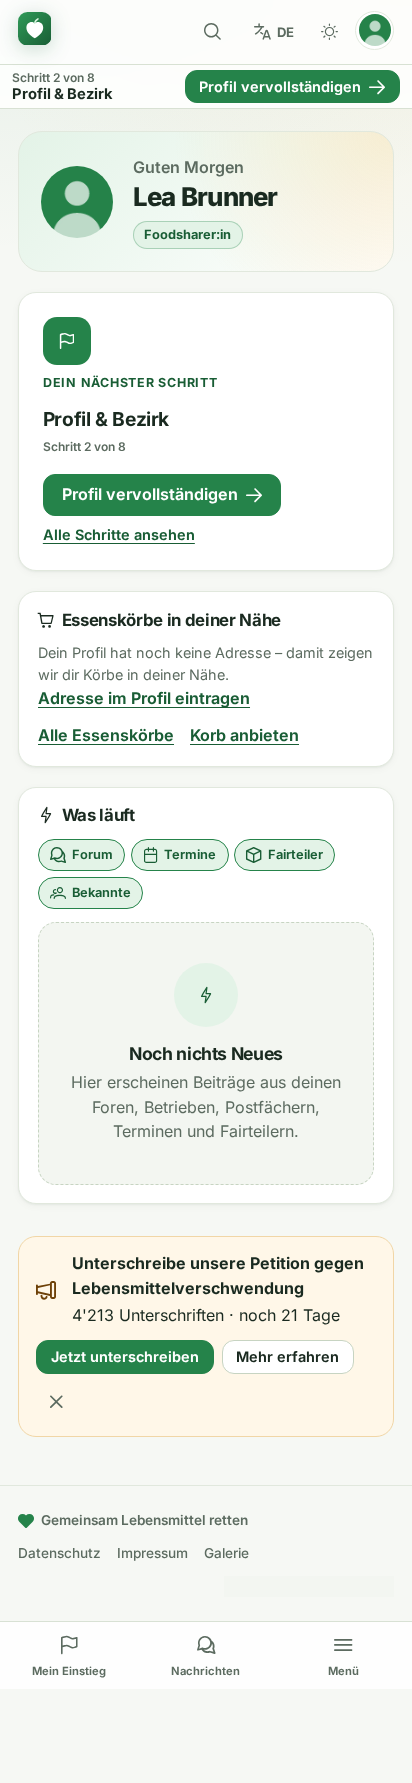 DE
Schritt 2 von 8
Profil & Bezirk
Profil vervollständigen
Guten Morgen
Lea Brunner
Foodsharer:in
DEIN NÄCHSTER SCHRITT
Profil & Bezirk
Schritt 2 von 8
Profil vervollständigen
Alle Schritte ansehen
Essenskörbe in deiner Nähe
Dein Profil hat noch keine Adresse – damit zeigen
wir dir Körbe in deiner Nähe.
Adresse im Profil eintragen
Alle Essenskörbe Korb anbieten
Was läuft
Forum Termine Fairteiler
Bekannte
Noch nichts Neues
Hier erscheinen Beiträge aus deinen
Foren, Betrieben, Postfächern,
Terminen und Fairteilern.
Unterschreibe unsere Petition gegen
Lebensmittelverschwendung
4'213 Unterschriften · noch 21 Tage
Jetzt unterschreiben Mehr erfahren
Gemeinsam Lebensmittel retten
Datenschutz Impressum Galerie
Mein Einstieg Nachrichten Menü